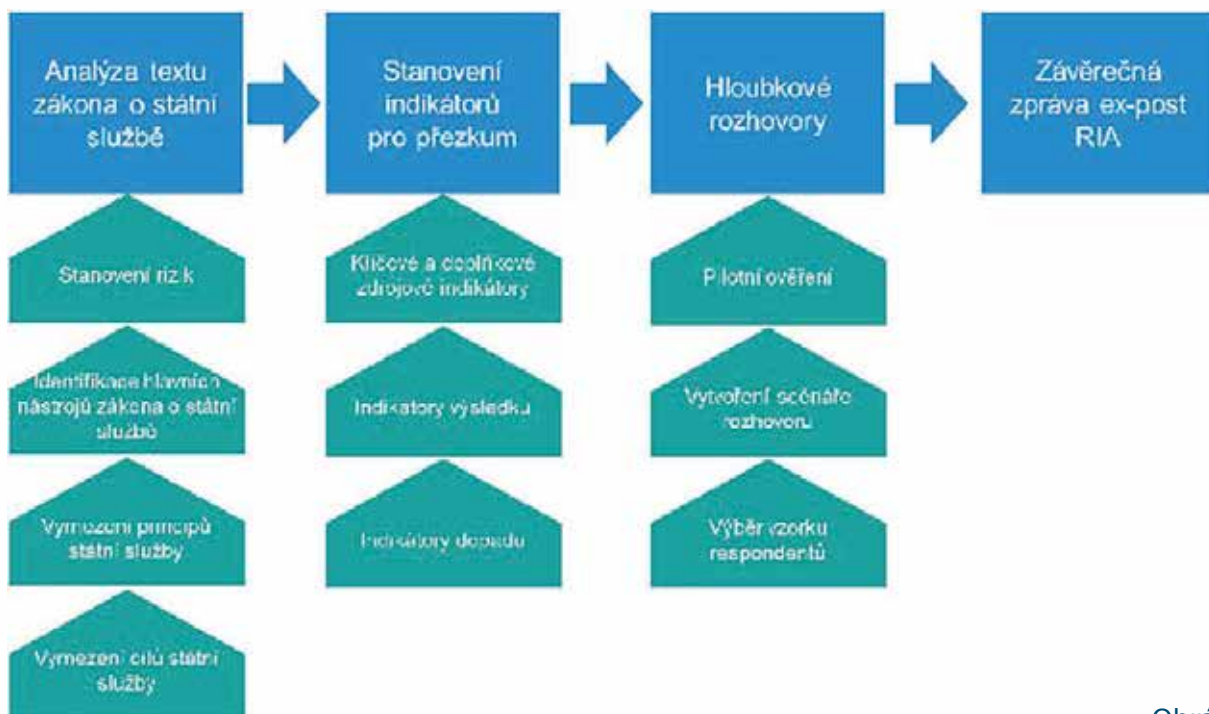 Analýza textu
zákona o státní
službě
Stanovení
indikátorů
pro přezkum
Hloubkové
rozhovory
Závěrečná
zpráva ex-post
RIA
Stanovení rizik
Identifikace hlavních
nástrojů zákona o státní
službě
Vymezení principů
státní služby
Vymezení cílů státní
služby
Klíčové a doplňkové
zdrojové indikátory
Indikatory výsledku
Indikátory dopadu
Pilotní ověření
Vytvoření scénáře
rozhovoru
Výběr vzorku
respondentů